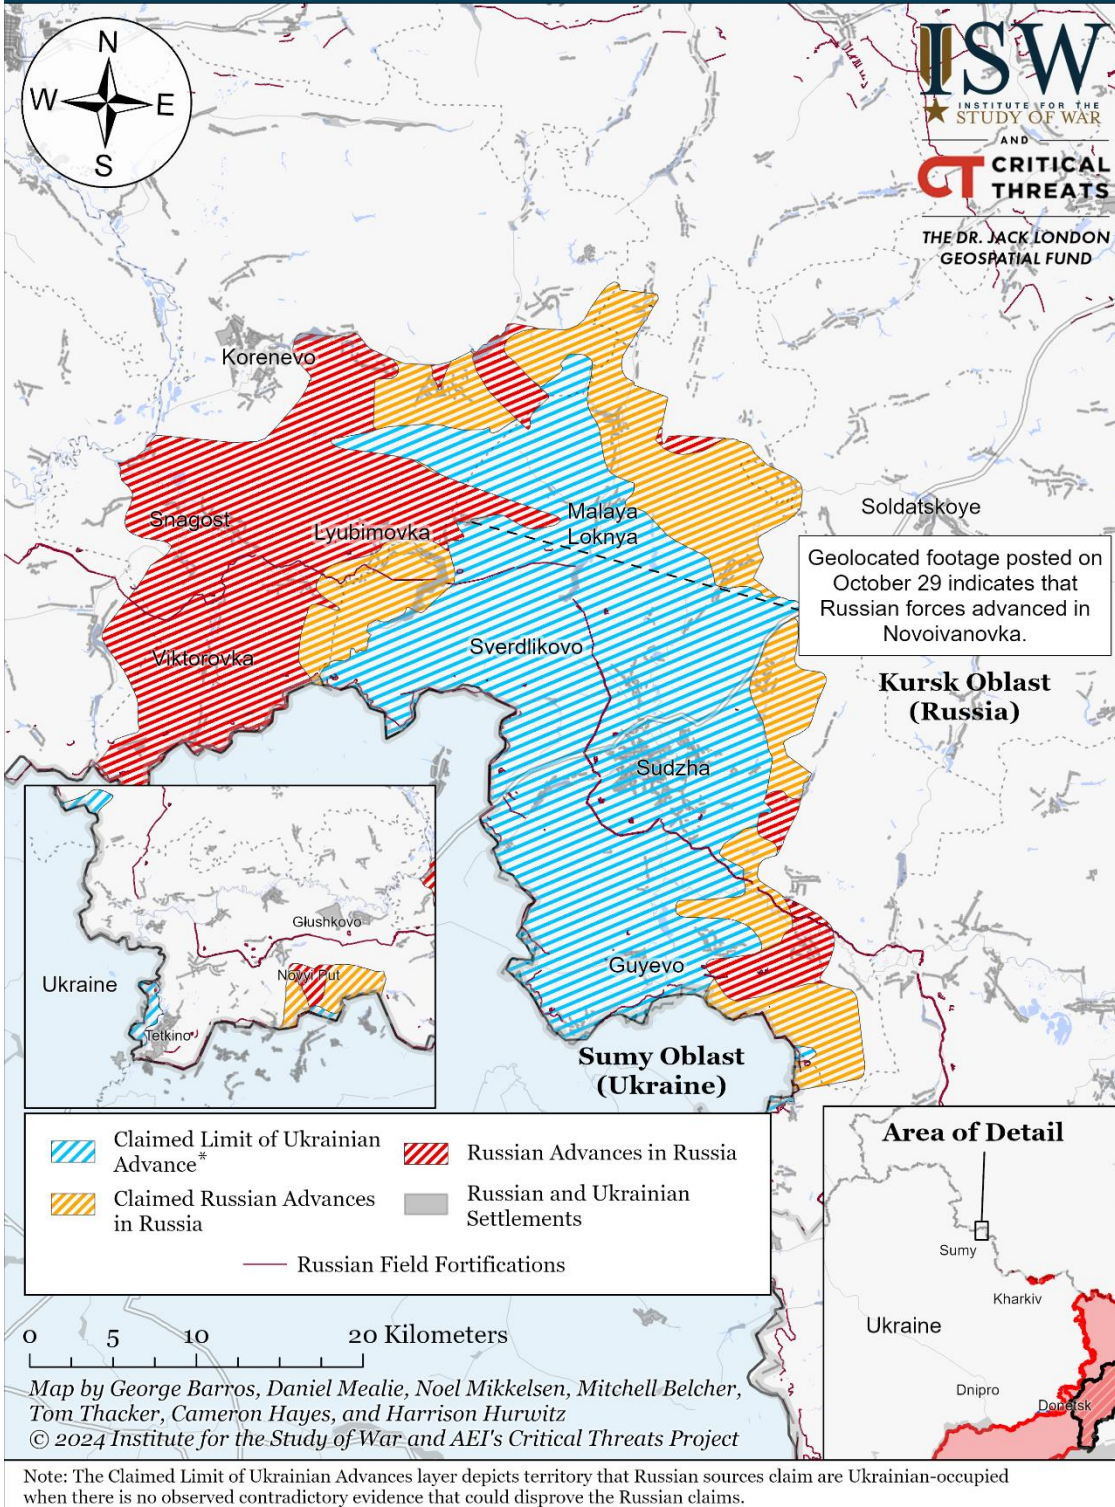 N
W
E
S
ISW
INSTITUTE FOR THE
STUDY OF WAR
AND
CT CRITICAL
THREATS
THE DR. JACK LONDON
GEOSPATIAL FUND
Korenevo
Snagost
Lyubimovka
Malaya
Loknya
Soldatskoye
Geolocated footage posted on
October 29 indicates that
Russian forces advanced in
Novoivanovka.
Viktorovka
Sverdlikovo
Kursk Oblast
(Russia)
Sudzha
Guyevo
Sumy Oblast
(Ukraine)
Glushkovo
Novyi Put
Ukraine
Tetkino
Claimed Limit of Ukrainian
Advance*
Russian Advances in Russia
Claimed Russian Advances
in Russia
Russian and Ukrainian
Settlements
Russian Field Fortifications
Area of Detail
Sumy
Kharkiv
Ukraine
Dnipro
Donetsk
0 5 10 20 Kilometers
Map by George Barros, Daniel Mealie, Noel Mikkelsen, Mitchell Belcher,
Tom Thacker, Cameron Hayes, and Harrison Hurwitz
© 2024 Institute for the Study of War and AEI's Critical Threats Project
Note: The Claimed Limit of Ukrainian Advances layer depicts territory that Russian sources claim are Ukrainian-occupied
when there is no observed contradictory evidence that could disprove the Russian claims.